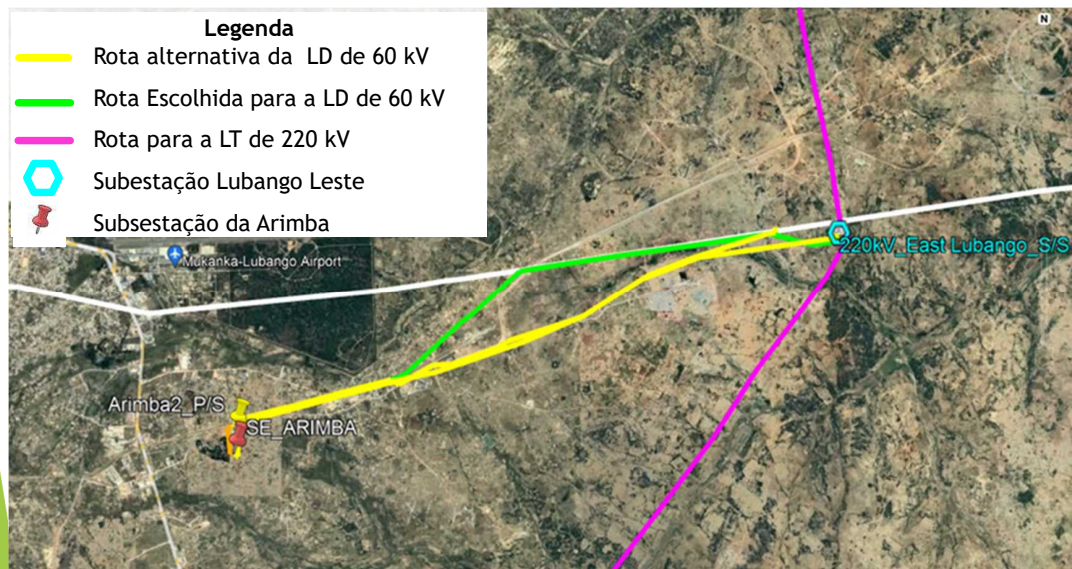 Legenda
Rota alternativa da LD de 60 kV
Rota Escolhida para a LD de 60 kV
Rota para a LT de 220 kV
Subestação Lubango Leste
Subsestação da Arimba
N
Mukanka-Lubango Airport
220kV_East Lubango_S/S
Arimba2_P/S
SE_ARIMBA